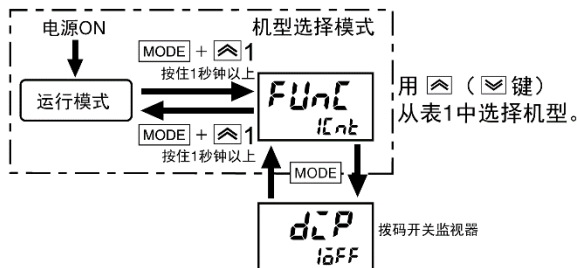 电源ON
机型选择模式
MODE + ︽1
按住1秒钟以上
运行模式
FUnC
1Cnt
用 ︽ （ ︾ 键）
从表1中选择机型。
MODE + ︽1
按住1秒钟以上
MODE
diP
1oFF
拨码开关监视器